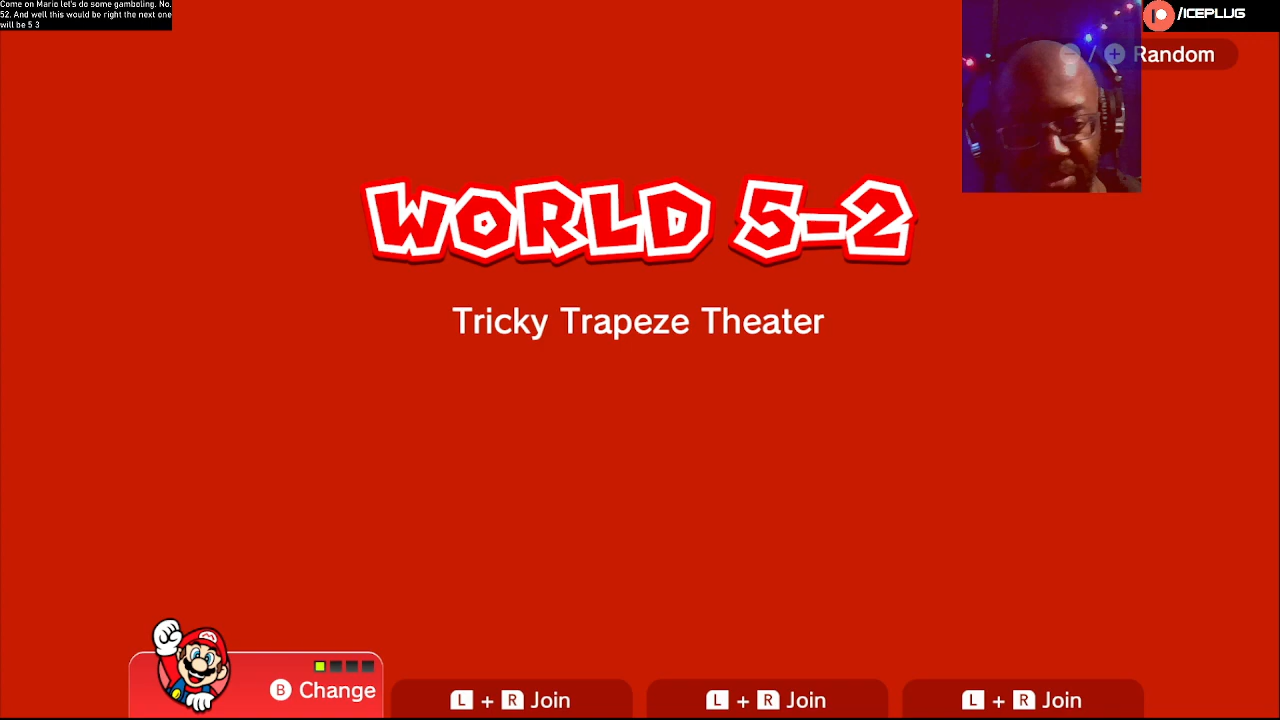 Come on Mario let's do some gamboling. No.
52. And well this would be right the next one
will be 5 3
/ICEPLUG
- / + Random
WORLD 5-2
Tricky Trapeze Theater
B Change
L + R Join
L + R Join
L + R Join